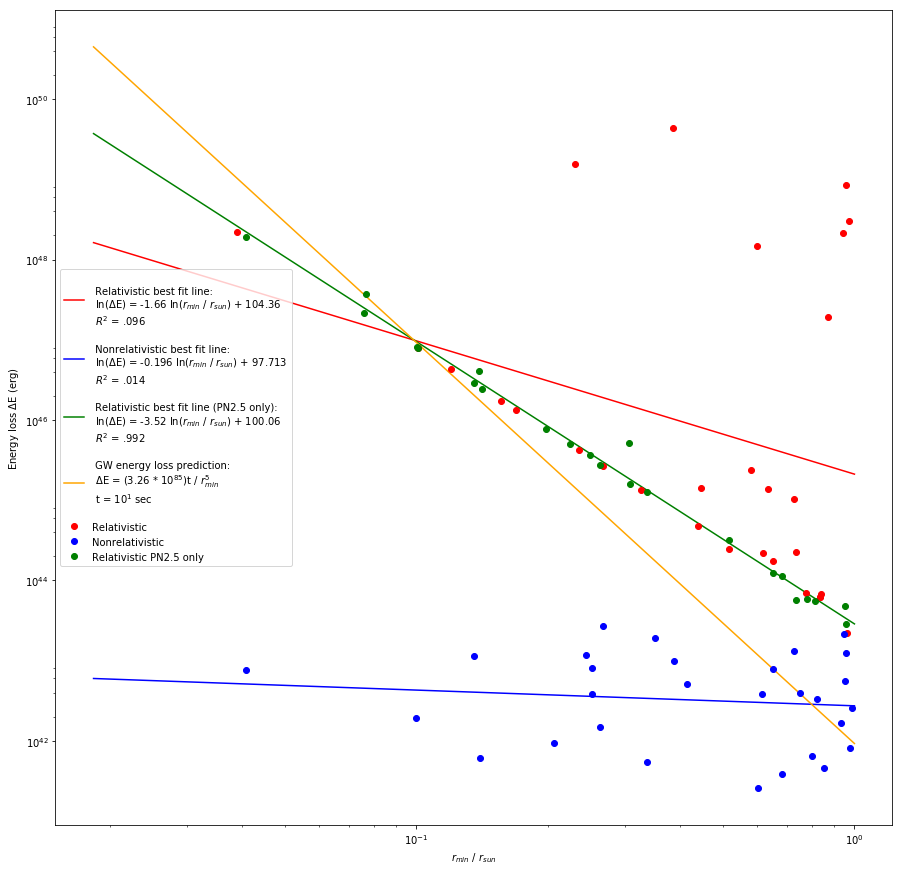 10^50
10^48
10^46
10^44
10^42
Energy loss ΔE (erg)
Relativistic best fit line:
ln(ΔE) = -1.66 ln(r_min / r_sun) + 104.36
R^2 = .096
Nonrelativistic best fit line:
ln(ΔE) = -0.196 ln(r_min / r_sun) + 97.713
R^2 = .014
Relativistic best fit line (PN2.5 only):
ln(ΔE) = -3.52 ln(r_min / r_sun) + 100.06
R^2 = .992
GW energy loss prediction:
ΔE = (3.26 * 10^85)t / r_min^5
t = 10^1 sec
Relativistic
Nonrelativistic
Relativistic PN2.5 only
10^-1
10^0
r_min / r_sun